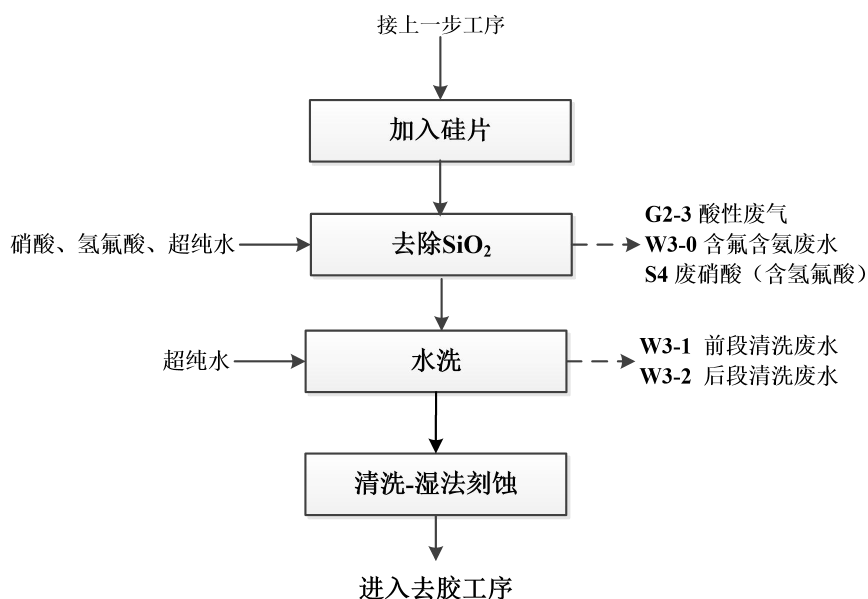 接上一步工序
加入硅片
硝酸、氢氟酸、超纯水
去除SiO₂
G2-3 酸性废气
W3-0 含氟含氨废水
S4 废硝酸（含氢氟酸）
超纯水
水洗
W3-1 前段清洗废水
W3-2 后段清洗废水
清洗-湿法刻蚀
进入去胶工序